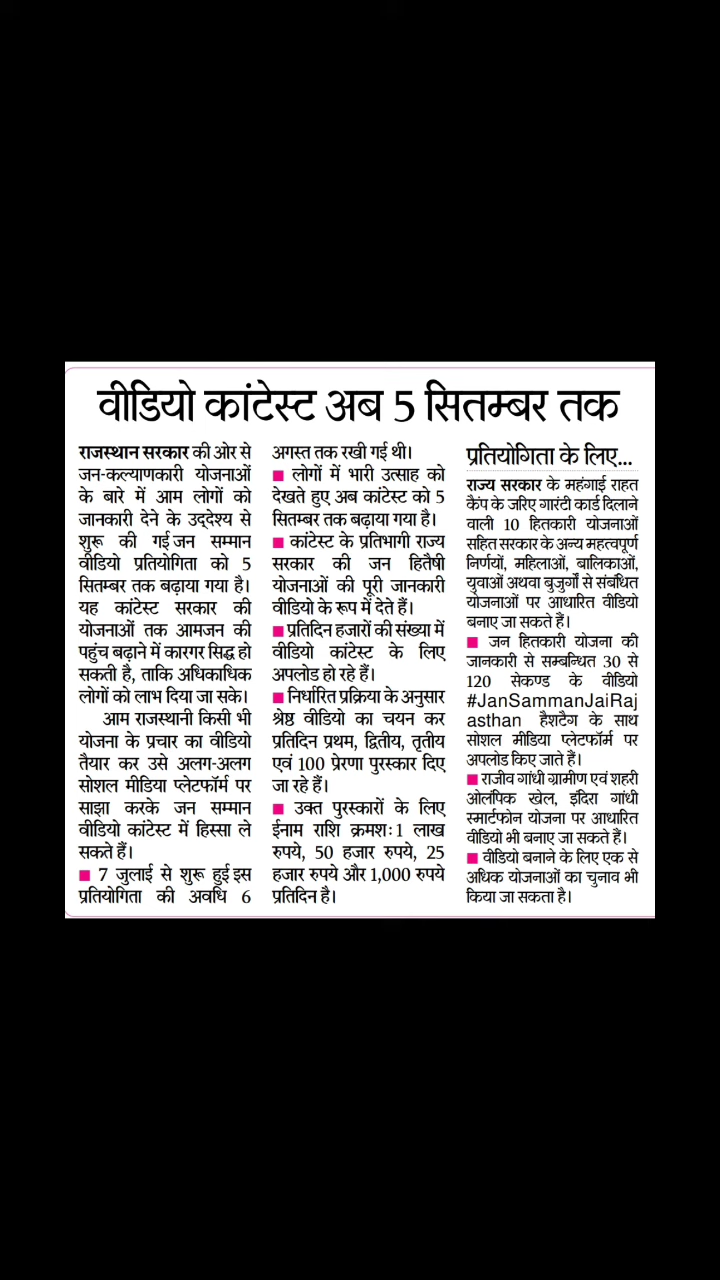 वीडियो कांटेस्ट अब 5 सितम्बर तक
राजस्थान सरकार की ओर से
जन-कल्याणकारी योजनाओं
के बारे में आम लोगों को
जानकारी देने के उद्देश्य से
शुरू की गई जन सम्मान
वीडियो प्रतियोगिता को 5
सितम्बर तक बढ़ाया गया है।
यह कांटेस्ट सरकार की
योजनाओं तक आमजन की
पहुंच बढ़ाने में कारगर सिद्ध हो
सकती है, ताकि अधिकाधिक
लोगों को लाभ दिया जा सके।
आम राजस्थानी किसी भी
योजना के प्रचार का वीडियो
तैयार कर उसे अलग-अलग
सोशल मीडिया प्लेटफॉर्म पर
साझा करके जन सम्मान
वीडियो कांटेस्ट में हिस्सा ले
सकते हैं।
■ 7 जुलाई से शुरू हुई इस
प्रतियोगिता की अवधि 6
अगस्त तक रखी गई थी।
■ लोगों में भारी उत्साह को
देखते हुए अब कांटेस्ट को 5
सितम्बर तक बढ़ाया गया है।
■ कांटेस्ट के प्रतिभागी राज्य
सरकार की जन हितैषी
योजनाओं की पूरी जानकारी
वीडियो के रूप में देते हैं।
■ प्रतिदिन हजारों की संख्या में
वीडियो कांटेस्ट के लिए
अपलोड हो रहे हैं।
■ निर्धारित प्रक्रिया के अनुसार
श्रेष्ठ वीडियो का चयन कर
प्रतिदिन प्रथम, द्वितीय, तृतीय
एवं 100 प्रेरणा पुरस्कार दिए
जा रहे हैं।
■ उक्त पुरस्कारों के लिए
ईनाम राशि क्रमशः 1 लाख
रुपये, 50 हजार रुपये, 25
हजार रुपये और 1,000 रुपये
प्रतिदिन है।
प्रतियोगिता के लिए...
राज्य सरकार के महंगाई राहत
कैंप के जरिए गारंटी कार्ड दिलाने
वाली 10 हितकारी योजनाओं
सहित सरकार के अन्य महत्वपूर्ण
निर्णयों, महिलाओं, बालिकाओं,
युवाओं अथवा बुजुर्गों से संबंधित
योजनाओं पर आधारित वीडियो
बनाए जा सकते हैं।
■ जन हितकारी योजना की
जानकारी से सम्बन्धित 30 से
120 सेकण्ड के वीडियो
#JanSammanJaiRaj
asthan हैशटैग के साथ
सोशल मीडिया प्लेटफॉर्म पर
अपलोड किए जाते हैं।
■ राजीव गांधी ग्रामीण एवं शहरी
ओलंपिक खेल, इंदिरा गांधी
स्मार्टफोन योजना पर आधारित
वीडियो भी बनाए जा सकते हैं।
■ वीडियो बनाने के लिए एक से
अधिक योजनाओं का चुनाव भी
किया जा सकता है।